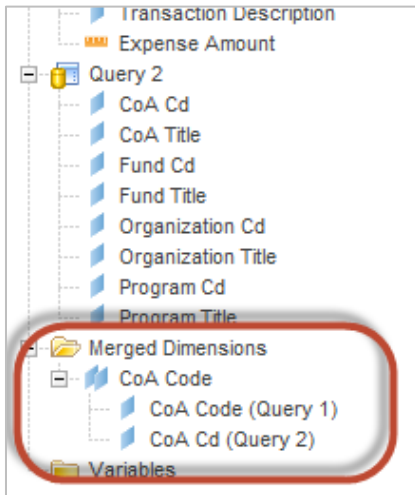 Transaction Description
Expense Amount
Query 2
CoA Cd
CoA Title
Fund Cd
Fund Title
Organization Cd
Organization Title
Program Cd
Program Title
Merged Dimensions
CoA Code
CoA Code (Query 1)
CoA Cd (Query 2)
Variables